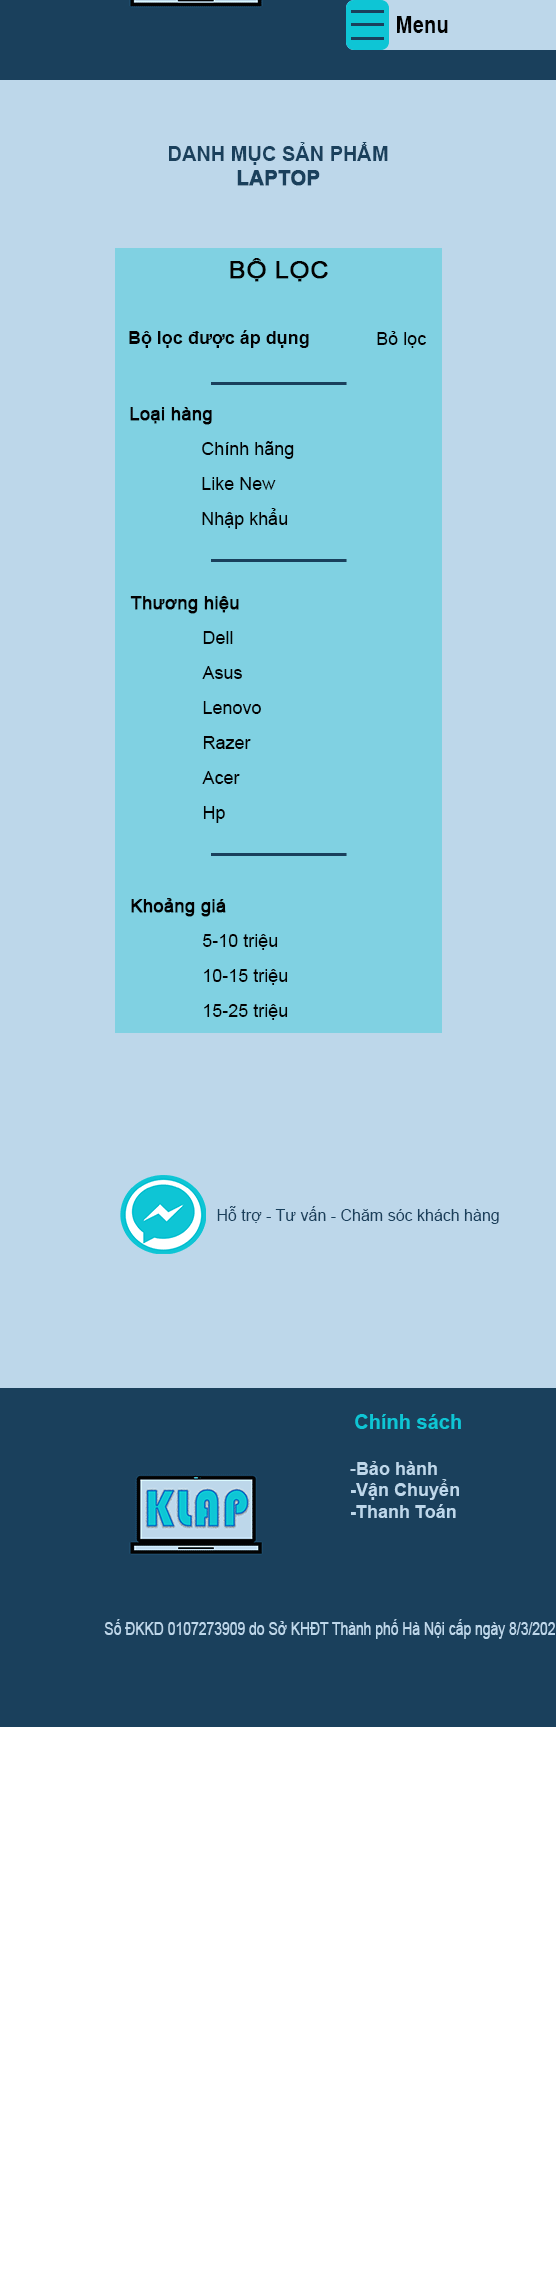 Menu
DANH MỤC SẢN PHẨM
LAPTOP
BỘ LỌC
Bộ lọc được áp dụng
Bỏ lọc
Loại hàng
Chính hãng
Like New
Nhập khẩu
Thương hiệu
Dell
Asus
Lenovo
Razer
Acer
Hp
Khoảng giá
5-10 triệu
10-15 triệu
15-25 triệu
Hỗ trợ - Tư vấn - Chăm sóc khách hàng
Chính sách
-Bảo hành
-Vận Chuyển
-Thanh Toán
KLAP
Số ĐKKD 0107273909 do Sở KHĐT Thành phố Hà Nội cấp ngày 8/3/202